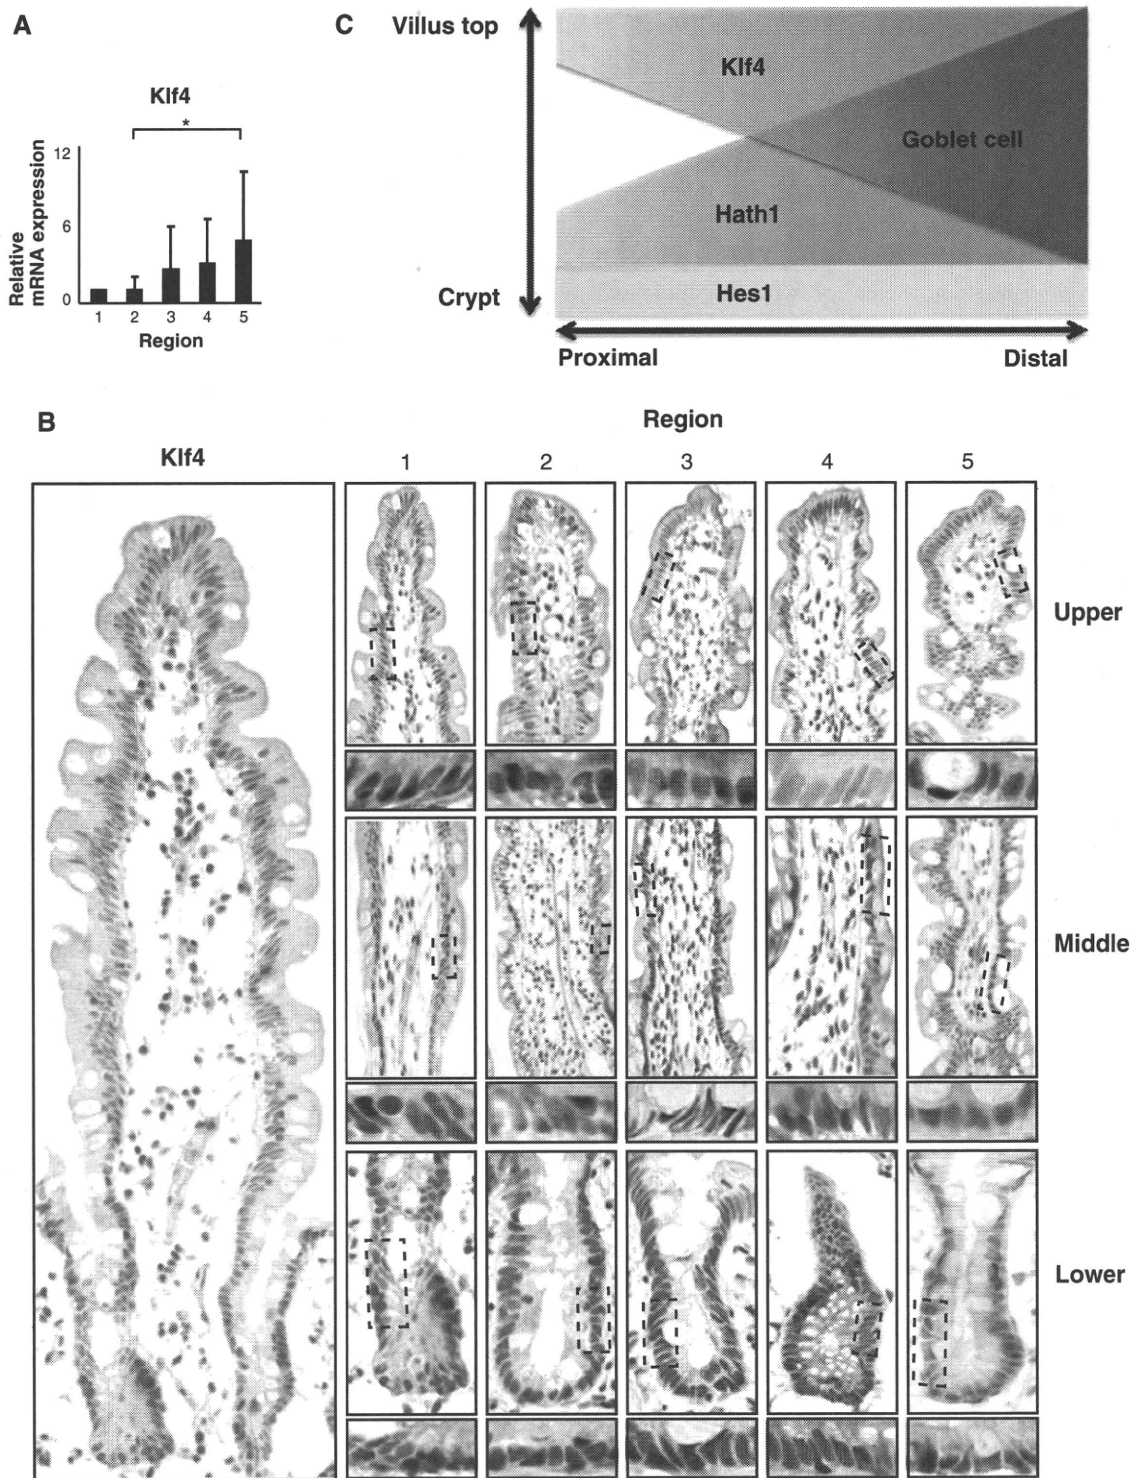 A
Klf4
*
Relative
mRNA expression
12
6
0
1 2 3 4 5
Region
C
Villus top
Crypt
Klf4
Goblet cell
Hath1
Hes1
Proximal
Distal
B
Klf4
Region
1 2 3 4 5
Upper
Middle
Lower